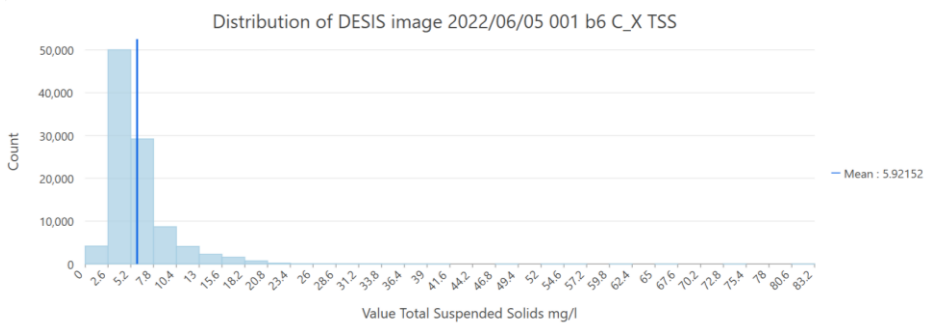 Distribution of DESIS image 2022/06/05 001 b6 C_X TSS
50,000
40,000
30,000
20,000
10,000
0
Count
0 2.6 5.2 7.8 10.4 13 15.6 18.2 20.8 23.4 26 28.6 31.2 33.8 36.4 39 41.6 44.2 46.8 49.4 52 54.6 57.2 59.8 62.4 65 67.6 70.2 72.8 75.4 78 80.6 83.2
Value Total Suspended Solids mg/l
Mean : 5.92152